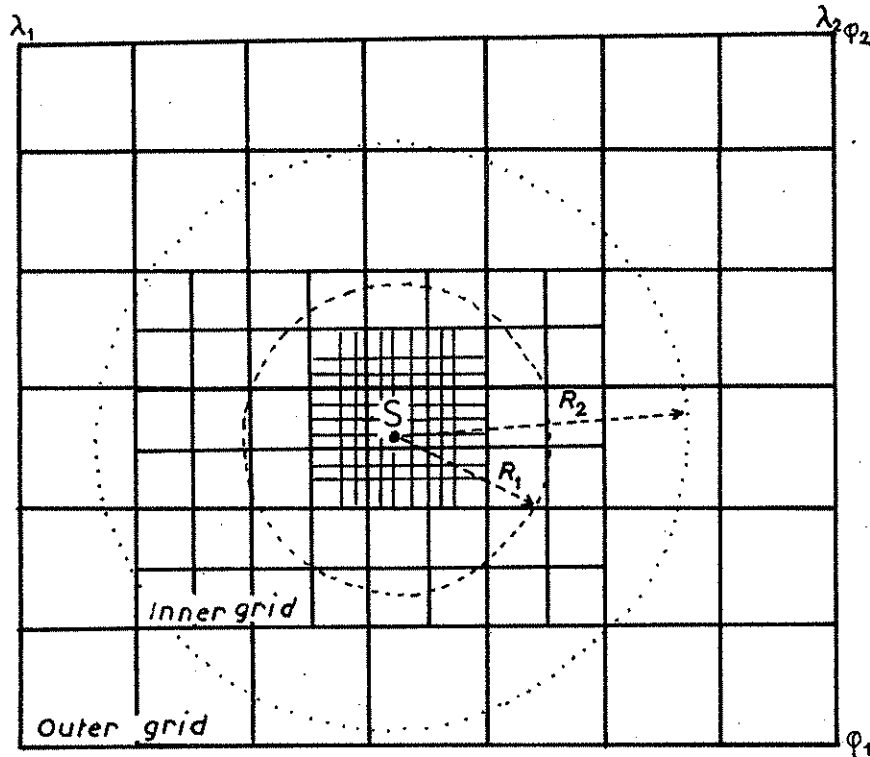 λ₁ λ₂ φ₂
S
R₂
R₁
Inner grid
Outer grid
φ₁